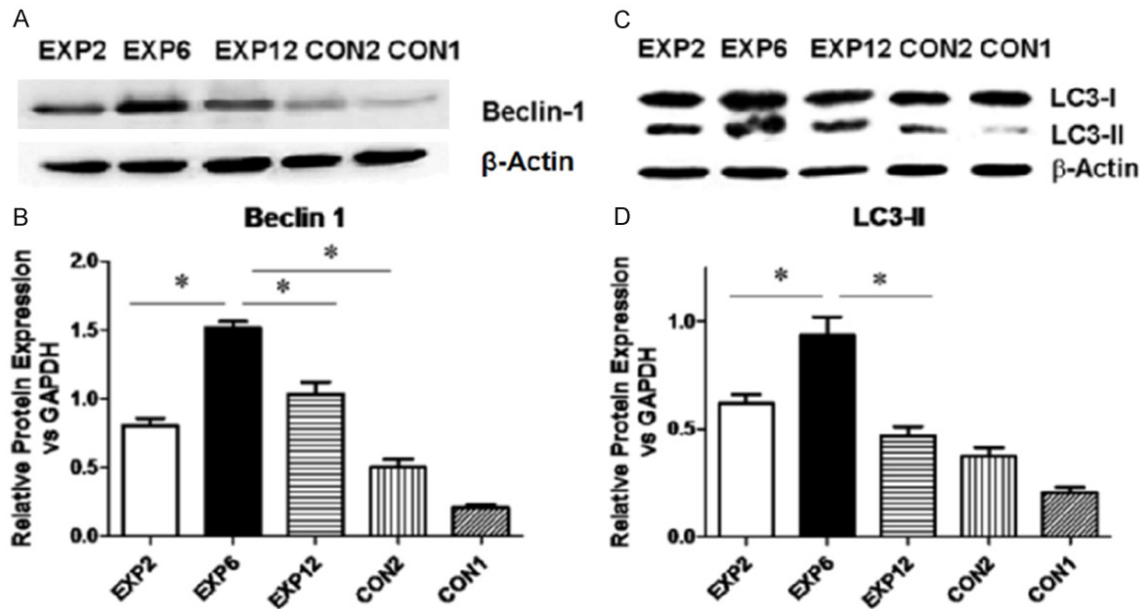 A
EXP2 EXP6 EXP12 CON2 CON1
Beclin-1
β-Actin
B
Beclin 1
Relative Protein Expression
vs GAPDH
2.0
1.5
1.0
0.5
0.0
*
*
*
EXP2
EXP6
EXP12
CON2
CON1
C
EXP2 EXP6 EXP12 CON2 CON1
LC3-I
LC3-II
β-Actin
D
LC3-II
Relative Protein Expression
vs GAPDH
1.0
0.5
0.0
*
*
EXP2
EXP6
EXP12
CON2
CON1